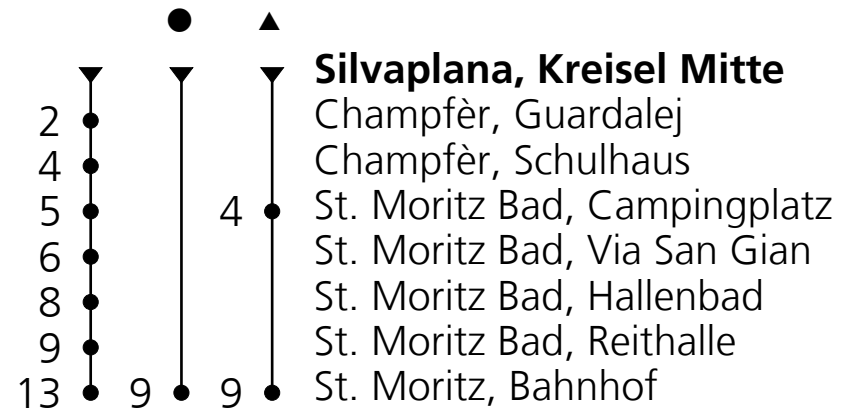 Silvaplana, Kreisel Mitte
2 Champfèr, Guardalej
4 Champfèr, Schulhaus
5 4 St. Moritz Bad, Campingplatz
6 St. Moritz Bad, Via San Gian
8 St. Moritz Bad, Hallenbad
9 St. Moritz Bad, Reithalle
13 9 9 St. Moritz, Bahnhof